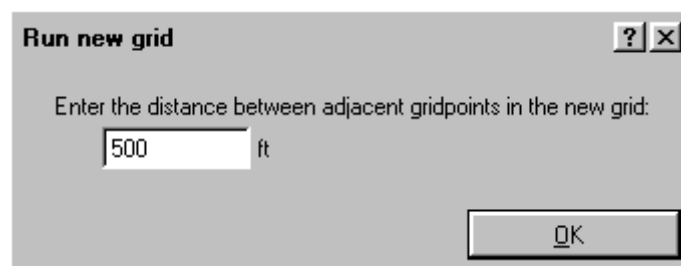 Run new grid
?
Enter the distance between adjacent gridpoints in the new grid:
500 ft
OK